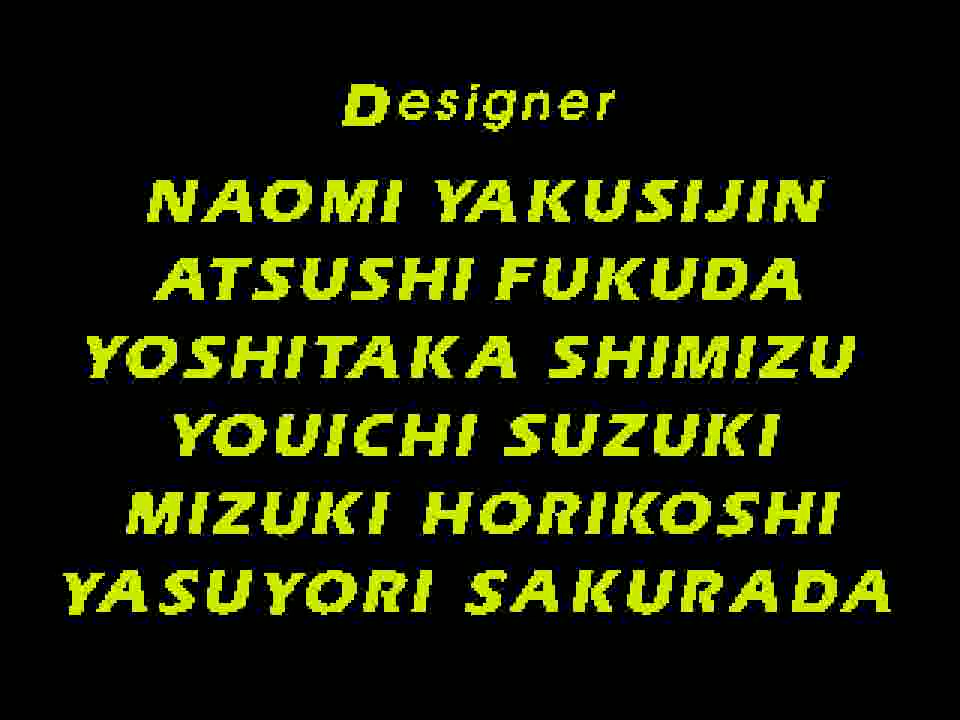 Designer
NAOMI YAKUSIJIN
ATSUSHI FUKUDA
YOSHITAKA SHIMIZU
YOUICHI SUZUKI
MIZUKI HORIKOSHI
YASUYORI SAKURADA